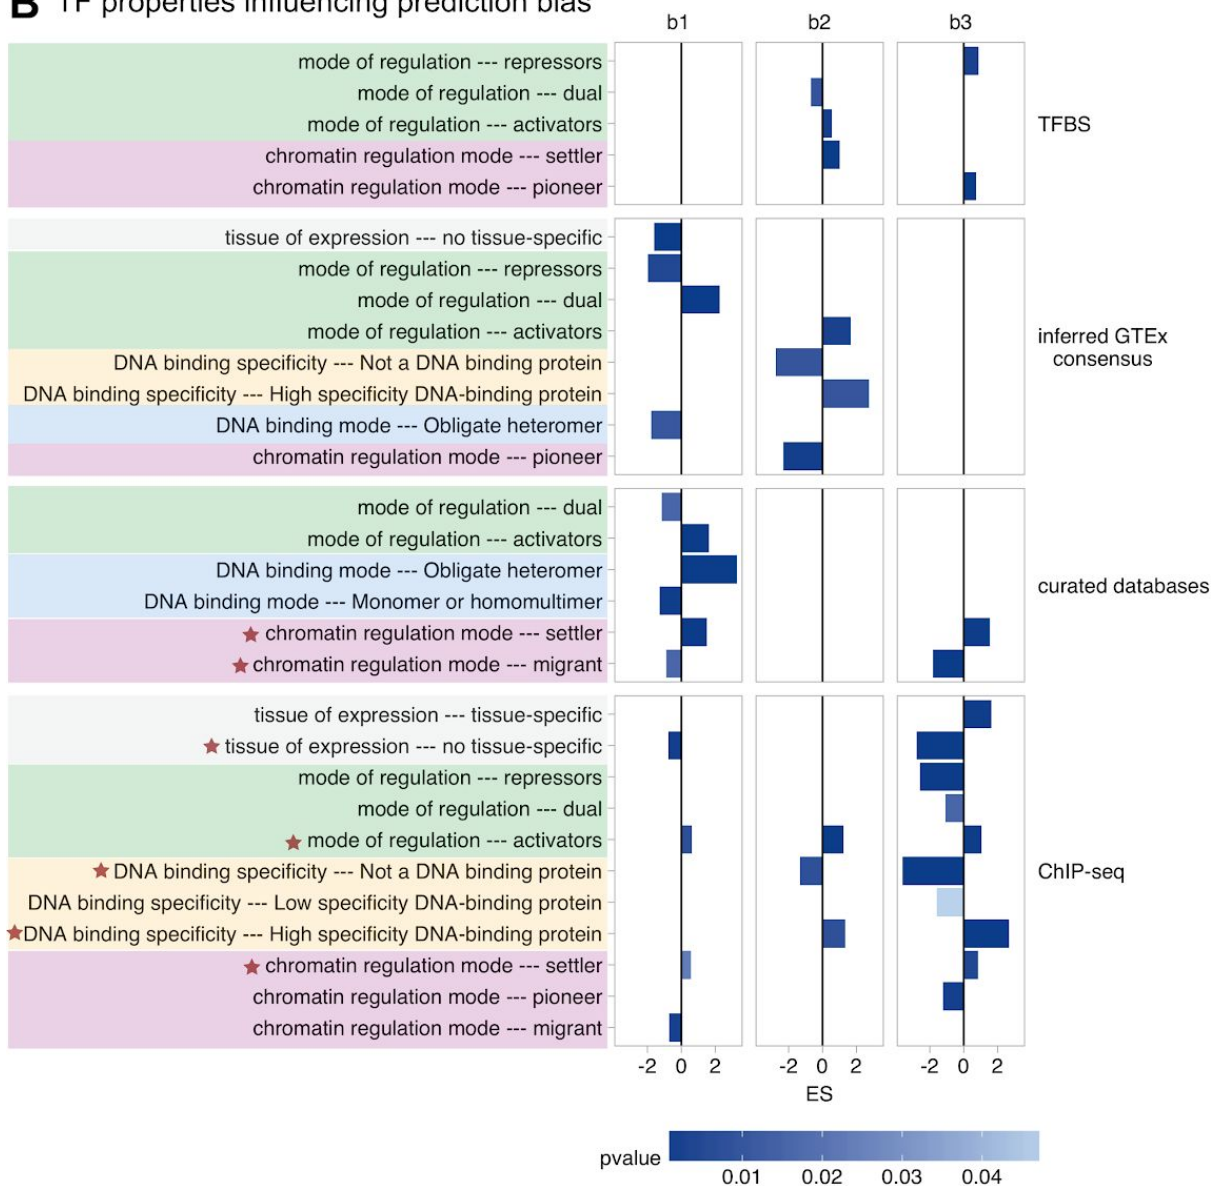 B TF properties influencing prediction bias
b1 b2 b3
mode of regulation --- repressors
mode of regulation --- dual
mode of regulation --- activators
chromatin regulation mode --- settler
chromatin regulation mode --- pioneer
TFBS
tissue of expression --- no tissue-specific
mode of regulation --- repressors
mode of regulation --- dual
mode of regulation --- activators
DNA binding specificity --- Not a DNA binding protein
DNA binding specificity --- High specificity DNA-binding protein
DNA binding mode --- Obligate heteromer
chromatin regulation mode --- pioneer
inferred GTEx
consensus
mode of regulation --- dual
mode of regulation --- activators
DNA binding mode --- Obligate heteromer
DNA binding mode --- Monomer or homomultimer
chromatin regulation mode --- settler
chromatin regulation mode --- migrant
curated databases
tissue of expression --- tissue-specific
tissue of expression --- no tissue-specific
mode of regulation --- repressors
mode of regulation --- dual
mode of regulation --- activators
DNA binding specificity --- Not a DNA binding protein
DNA binding specificity --- Low specificity DNA-binding protein
DNA binding specificity --- High specificity DNA-binding protein
chromatin regulation mode --- settler
chromatin regulation mode --- pioneer
chromatin regulation mode --- migrant
ChIP-seq
-2 0 2 -2 0 2 -2 0 2
ES
pvalue
0.01 0.02 0.03 0.04